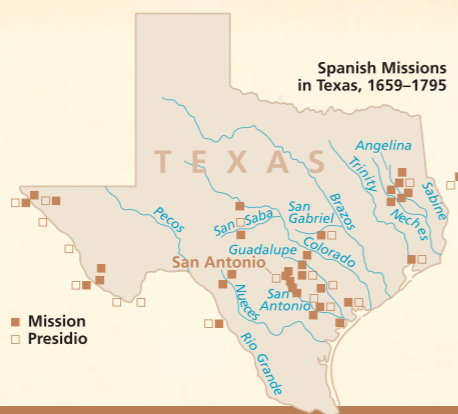 Spanish Missions
in Texas, 1659–1795
TEXAS
Angelina
Trinity
Sabine
Neches
Brazos
San
Gabriel
San Saba
Pecos
Colorado
Guadalupe
San Antonio
San
Antonio
Nueces
Rio Grande
Mission
Presidio